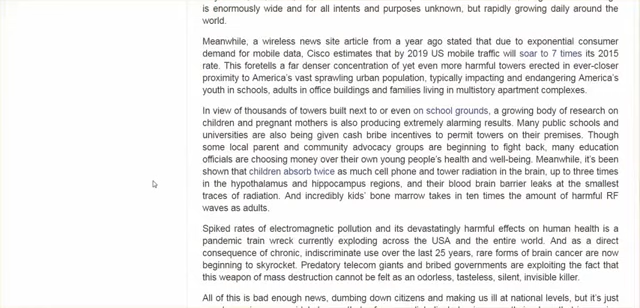 is enormously wide and for all intents and purposes unknown, but rapidly growing daily around the
world.
Meanwhile, a wireless news site article from a year ago stated that due to exponential consumer
demand for mobile data, Cisco estimates that by 2019 US mobile traffic will soar to 7 times its 2015
rate. This foretells a far denser concentration of yet even more harmful towers erected in ever-closer
proximity to America's vast sprawling urban population, typically impacting and endangering America's
youth in schools, adults in office buildings and families living in multistory apartment complexes.
In view of thousands of towers built next to or even on school grounds, a growing body of research on
children and pregnant mothers is also producing extremely alarming results. Many public schools and
universities are also being given cash bribe incentives to permit towers on their premises. Though
some local parent and community advocacy groups are beginning to fight back, many education
officials are choosing money over their own young people's health and well-being. Meanwhile, it's been
shown that children absorb twice as much cell phone and tower radiation in the brain, up to three times
in the hypothalamus and hippocampus regions, and their blood brain barrier leaks at the smallest
traces of radiation. And incredibly kids' bone marrow takes in ten times the amount of harmful RF
waves as adults.
Spiked rates of electromagnetic pollution and its devastatingly harmful effects on human health is a
pandemic train wreck currently exploding across the USA and the entire world. And as a direct
consequence of chronic, indiscriminate use over the last 25 years, rare forms of brain cancer are now
beginning to skyrocket. Predatory telecom giants and bribed governments are exploiting the fact that
this weapon of mass destruction cannot be felt as an odorless, tasteless, silent, invisible killer.
All of this is bad enough news, dumbing down citizens and making us ill at national levels, but it's just